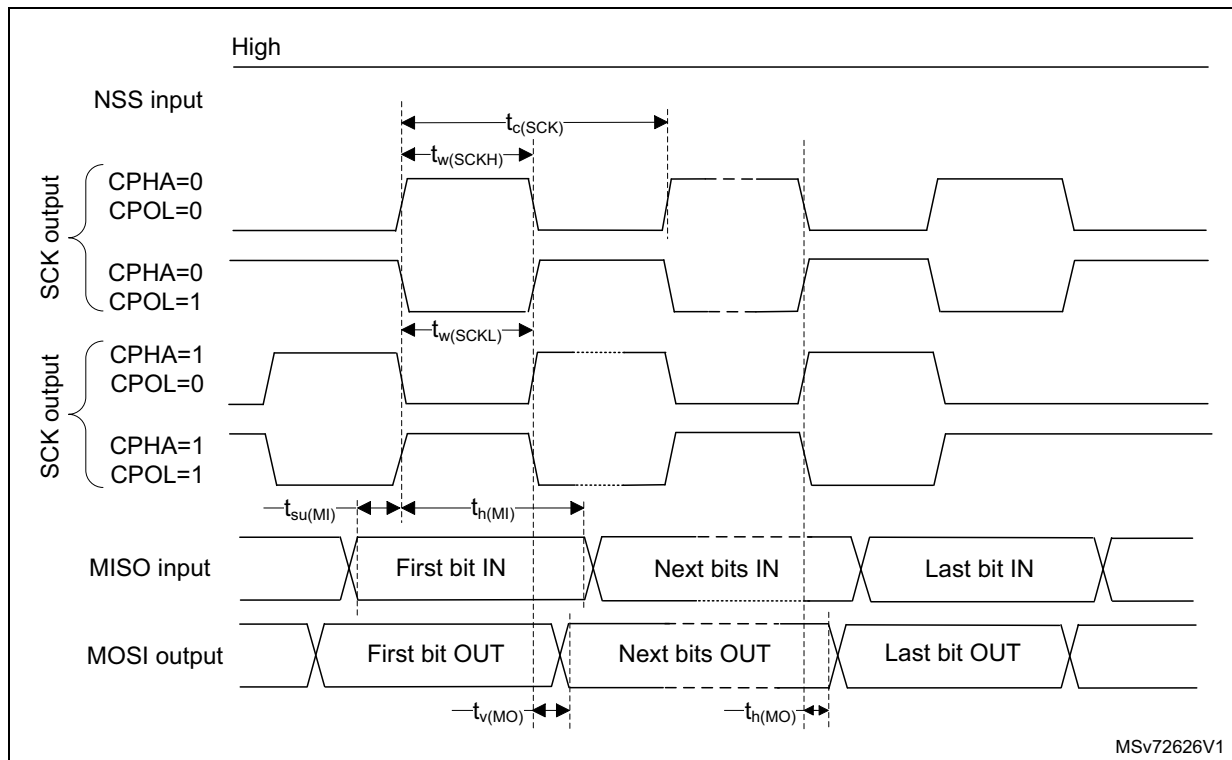 High
NSS input
tc(SCK)
tw(SCKH)
SCK output
CPHA=0
CPOL=0
CPHA=0
CPOL=1
tw(SCKL)
SCK output
CPHA=1
CPOL=0
CPHA=1
CPOL=1
tsu(MI)
th(MI)
MISO input
First bit IN
Next bits IN
Last bit IN
MOSI output
First bit OUT
Next bits OUT
Last bit OUT
tv(MO)
th(MO)
MSv72626V1